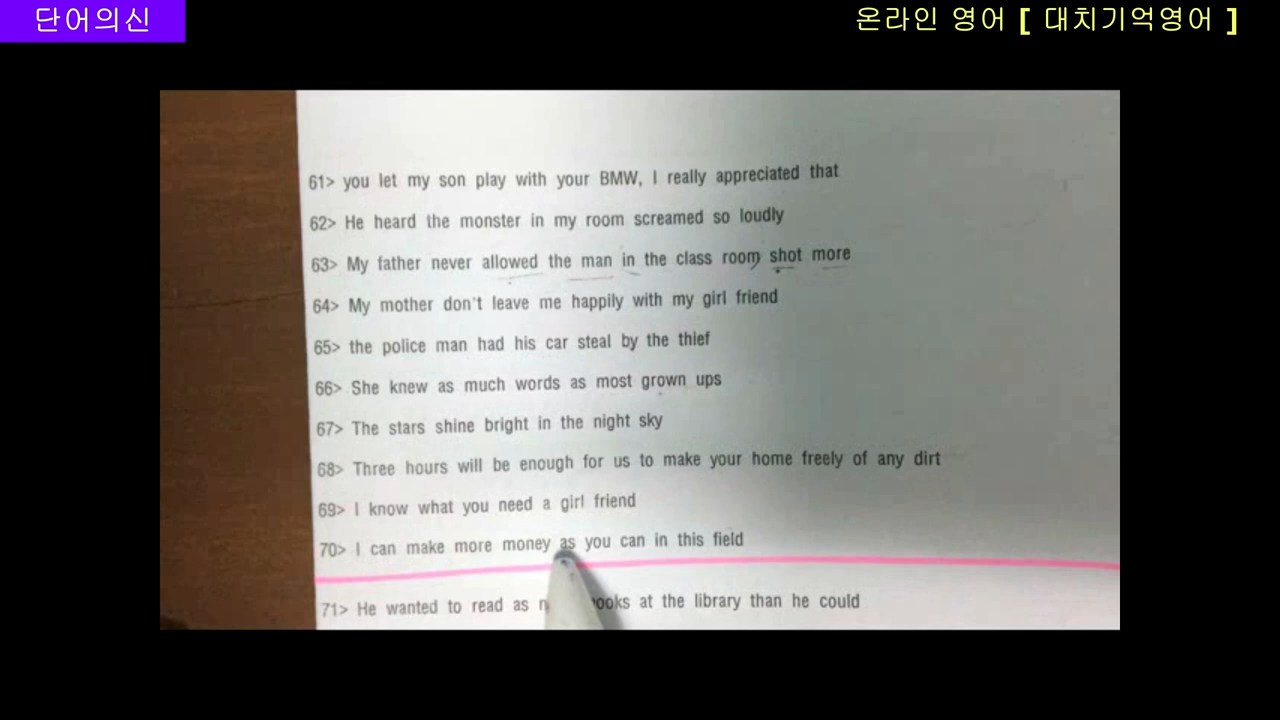 단어의신
온라인 영어 [ 대치기억영어 ]
61> you let my son play with your BMW, I really appreciated that
62> He heard the monster in my room screamed so loudly
63> My father never allowed the man in the class room shot more
64> My mother don't leave me happily with my girl friend
65> the police man had his car steal by the thief
66> She knew as much words as most grown ups
67> The stars shine bright in the night sky
68> Three hours will be enough for us to make your home freely of any dirt
69> I know what you need a girl friend
70> I can make more money as you can in this field
71> He wanted to read as at the library than he could